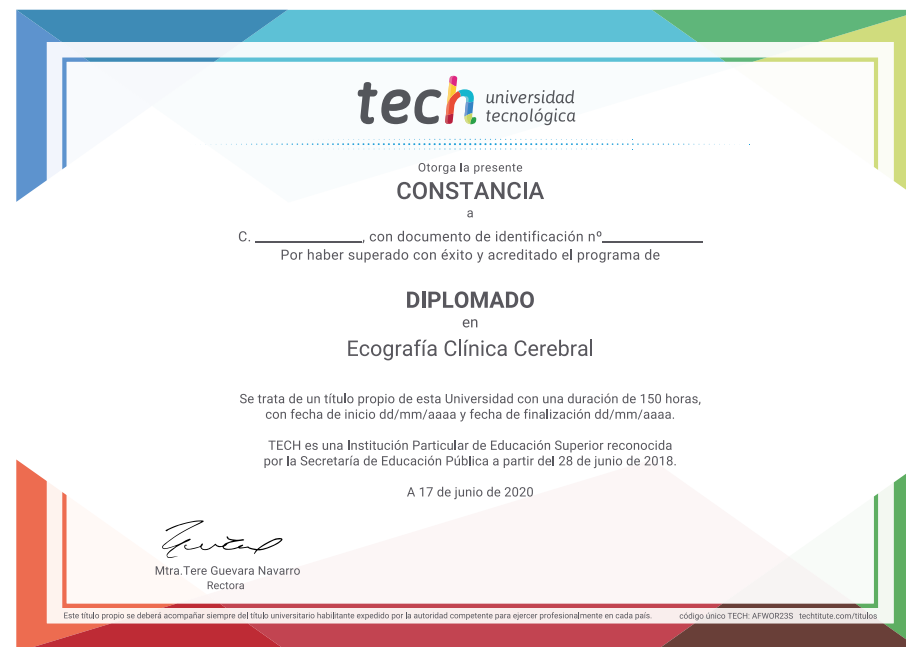 tech universidad
tecnológica
Otorga la presente
CONSTANCIA
a
C. ____________, con documento de identificación nº____________
Por haber superado con éxito y acreditado el programa de
DIPLOMADO
en
Ecografía Clínica Cerebral
Se trata de un título propio de esta Universidad con una duración de 150 horas,
con fecha de inicio dd/mm/aaaa y fecha de finalización dd/mm/aaaa.
TECH es una Institución Particular de Educación Superior reconocida
por la Secretaría de Educación Pública a partir del 28 de junio de 2018.
A 17 de junio de 2020
Mtra.Tere Guevara Navarro
Rectora
Este título propio se deberá acompañar siempre del título universitario habilitante expedido por la autoridad competente para ejercer profesionalmente en cada país. código único TECH: AFWOR23S techtitute.com/titulos